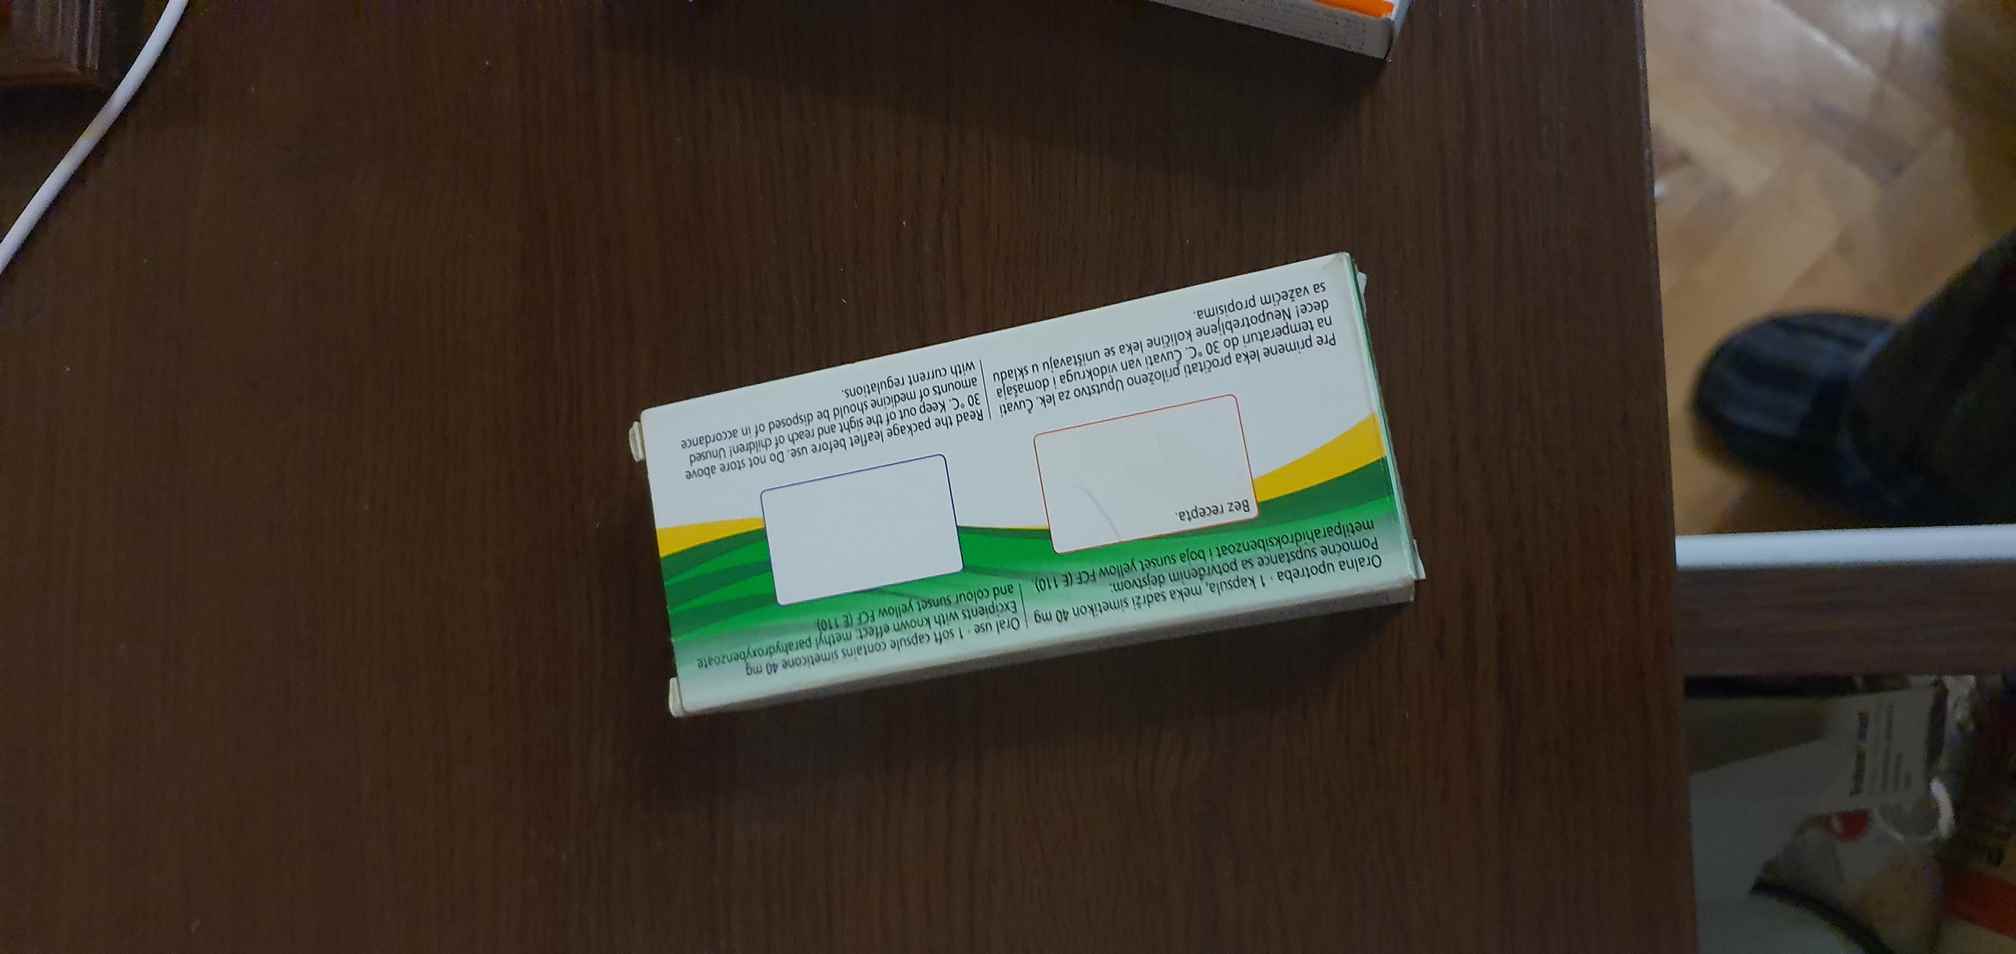 Oralna upotreba · 1 kapsula, meka sadrži simetikon 40 mg
Pomoćne supstance sa potvrđenim dejstvom:
metilparahidroksibenzoat i boja sunset yellow FCF (E 110)
Oral use · 1 soft capsule contains simeticone 40 mg
Excipients with known effect: methyl parahydroxybenzoate
and colour sunset yellow FCF (E 110)
Bez recepta.
Pre primene leka pročitati priloženo Uputstvo za lek. Čuvati
na temperaturi do 30 °C. Čuvati van vidokruga i domašaja
dece! Neupotrebljene količine leka se uništavaju u skladu
sa važećim propisima.
Read the package leaflet before use. Do not store above
30 °C. Keep out of the sight and reach of children! Unused
amounts of medicine should be disposed of in accordance
with current regulations.